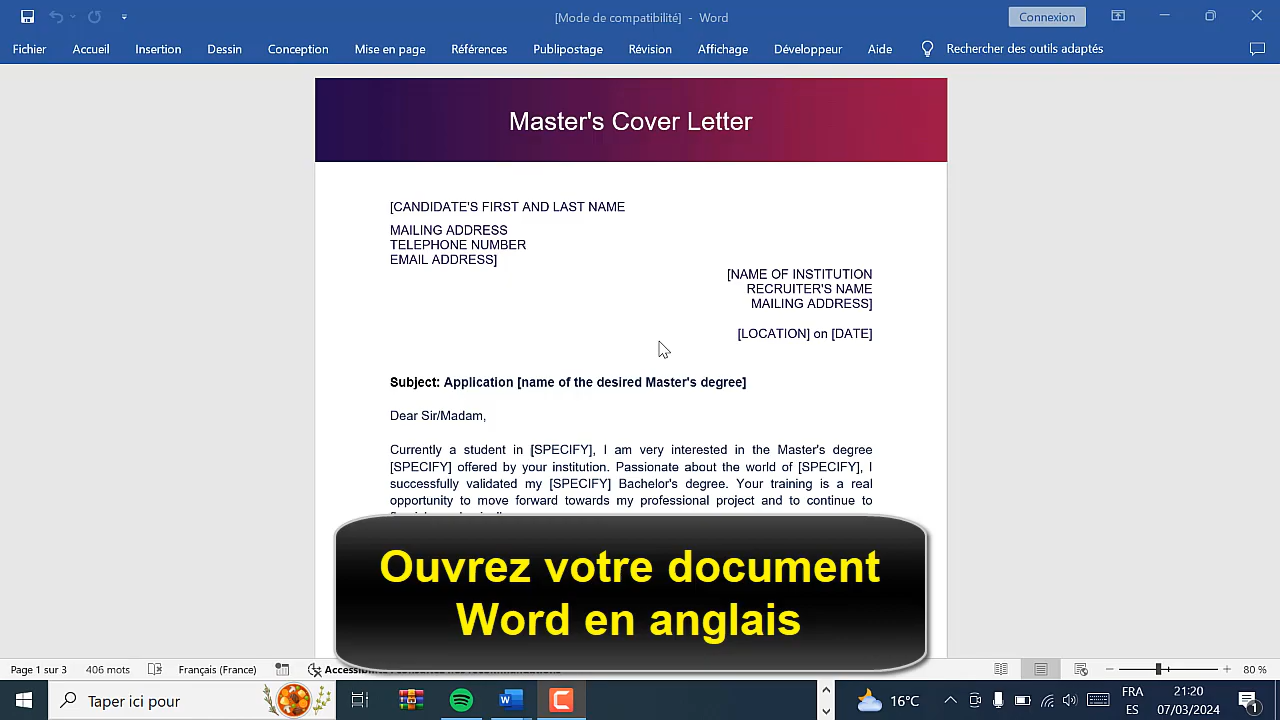 [Mode de compatibilité] - Word
Connexion
Fichier Accueil Insertion Dessin Conception Mise en page Références Publipostage Révision Affichage Développeur Aide Rechercher des outils adaptés
Master's Cover Letter
[CANDIDATE'S FIRST AND LAST NAME
MAILING ADDRESS
TELEPHONE NUMBER
EMAIL ADDRESS]
[NAME OF INSTITUTION
RECRUITER'S NAME
MAILING ADDRESS]
[LOCATION] on [DATE]
Subject: Application [name of the desired Master's degree]
Dear Sir/Madam,
Currently a student in [SPECIFY], I am very interested in the Master's degree
[SPECIFY] offered by your institution. Passionate about the world of [SPECIFY], I
successfully validated my [SPECIFY] Bachelor's degree. Your training is a real
opportunity to move forward towards my professional project and to continue to
Ouvrez votre document
Word en anglais
Page 1 sur 3 406 mots Français (France) 80 %
Taper ici pour
16°C
FRA
ES
21:20
07/03/2024
1